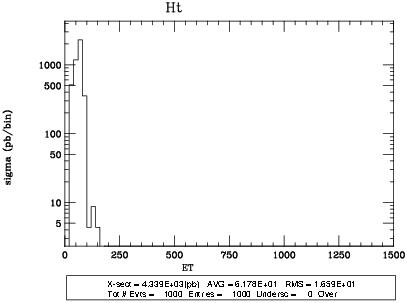 Ht
sigma (pb/bin)
1000
500
100
50
10
5
0 250 500 750 1000 1250 1500
ET
X-sect = 4.339E+03(pb) AVG = 6.178E+01 RMS = 1.659E+01
Tot # Evts = 1000 Entries = 1000 Undersc = 0 Over